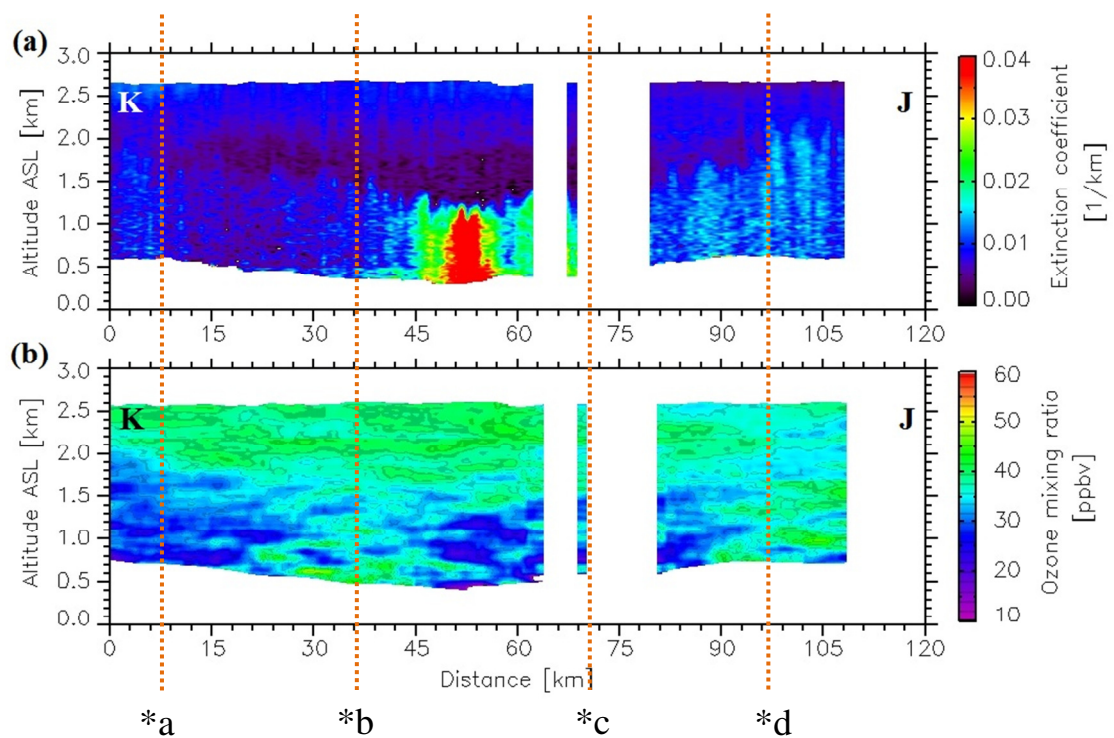 (a)
3.0
2.5
2.0
1.5
1.0
0.5
0.0
Altitude ASL [km]
K
J
0 15 30 45 60 75 90 105 120
0.04
0.03
0.02
0.01
0.00
Extinction coefficient
[1/km]
(b)
3.0
2.5
2.0
1.5
1.0
0.5
0.0
Altitude ASL [km]
K
J
0 15 30 45 60 75 90 105 120
Distance [km]
60
50
40
30
20
10
Ozone mixing ratio
[ppbv]
*a *b *c *d